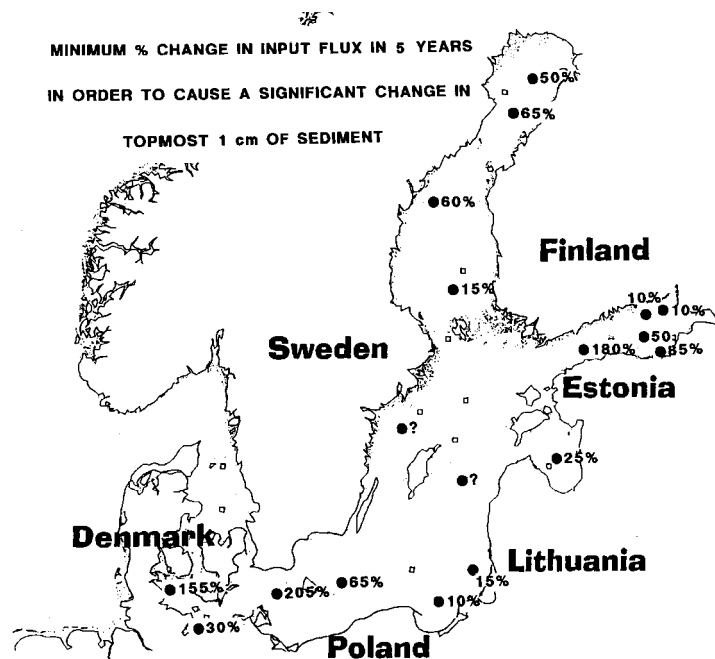 MINIMUM % CHANGE IN INPUT FLUX IN 5 YEARS
IN ORDER TO CAUSE A SIGNIFICANT CHANGE IN
TOPMOST 1 cm OF SEDIMENT
50%
65%
60%
Finland
15%
10%
10%
Sweden
50
180%
85%
Estonia
?
25%
?
Denmark
Lithuania
155%
205%
65%
15%
10%
30%
Poland